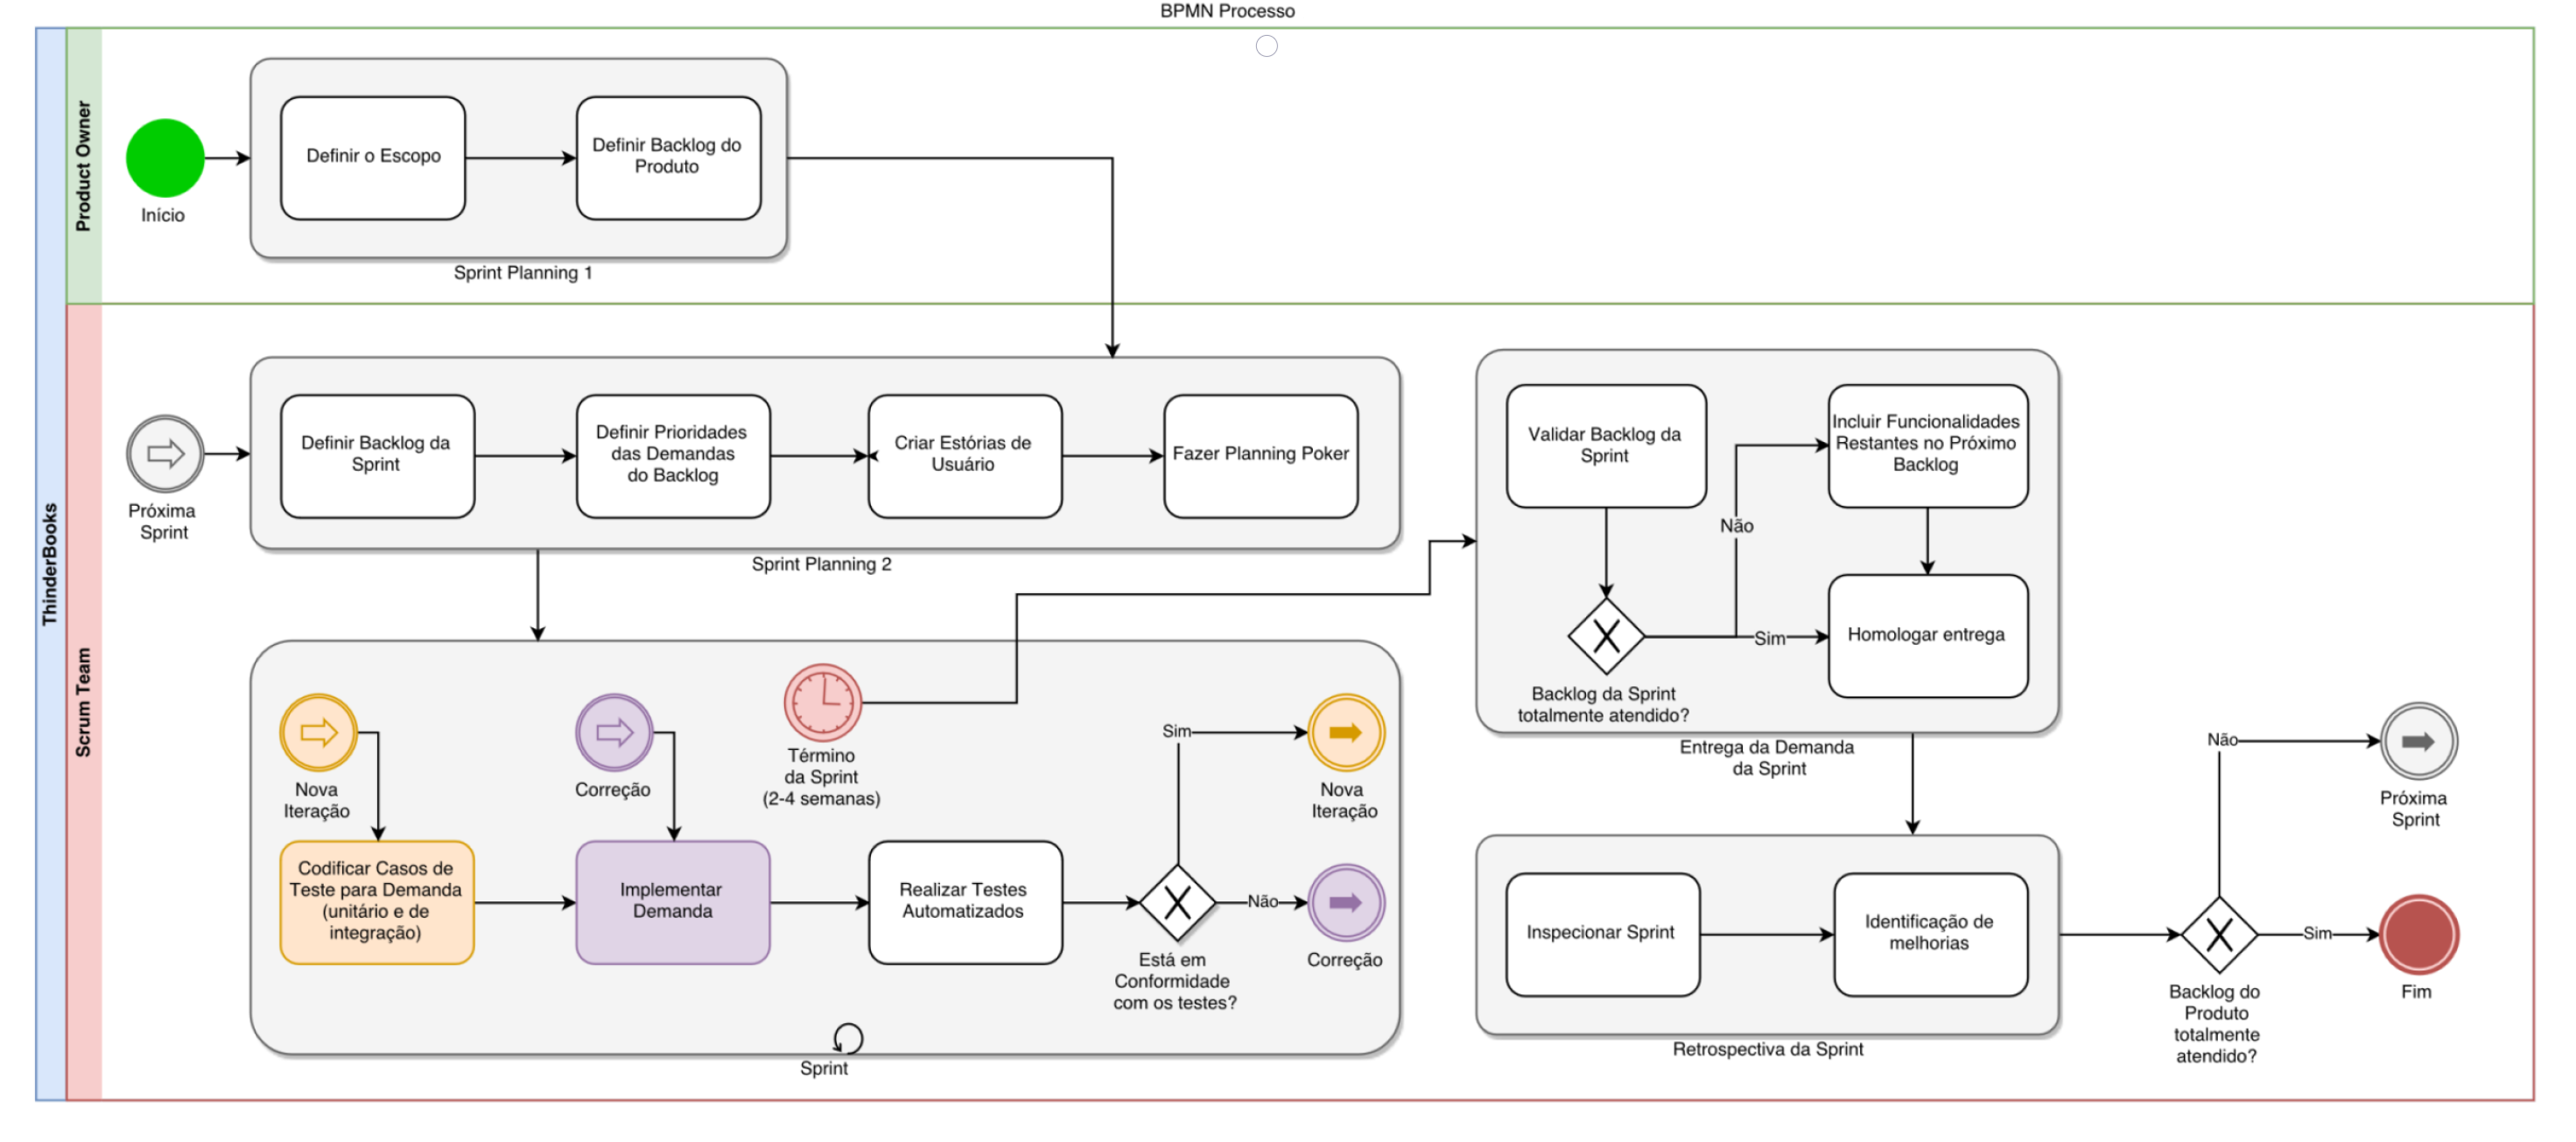 BPMN Processo
ThinderBooks
Product Owner
Início
Definir o Escopo
Definir Backlog do
Produto
Sprint Planning 1
Scrum Team
Próxima
Sprint
Definir Backlog da
Sprint
Definir Prioridades
das Demandas
do Backlog
Criar Estórias de
Usuário
Fazer Planning Poker
Sprint Planning 2
Nova
Iteração
Correção
Término
da Sprint
(2-4 semanas)
Codificar Casos de
Teste para Demanda
(unitário e de
integração)
Implementar
Demanda
Realizar Testes
Automatizados
Está em
Conformidade
com os testes?
Sim
Nova
Iteração
Não
Correção
Sprint
Validar Backlog da
Sprint
Backlog da Sprint
totalmente atendido?
Não
Incluir Funcionalidades
Restantes no Próximo
Backlog
Sim
Homologar entrega
Entrega da Demanda
da Sprint
Inspecionar Sprint
Identificação de
melhorias
Retrospectiva da Sprint
Backlog do
Produto
totalmente
atendido?
Não
Próxima
Sprint
Sim
Fim